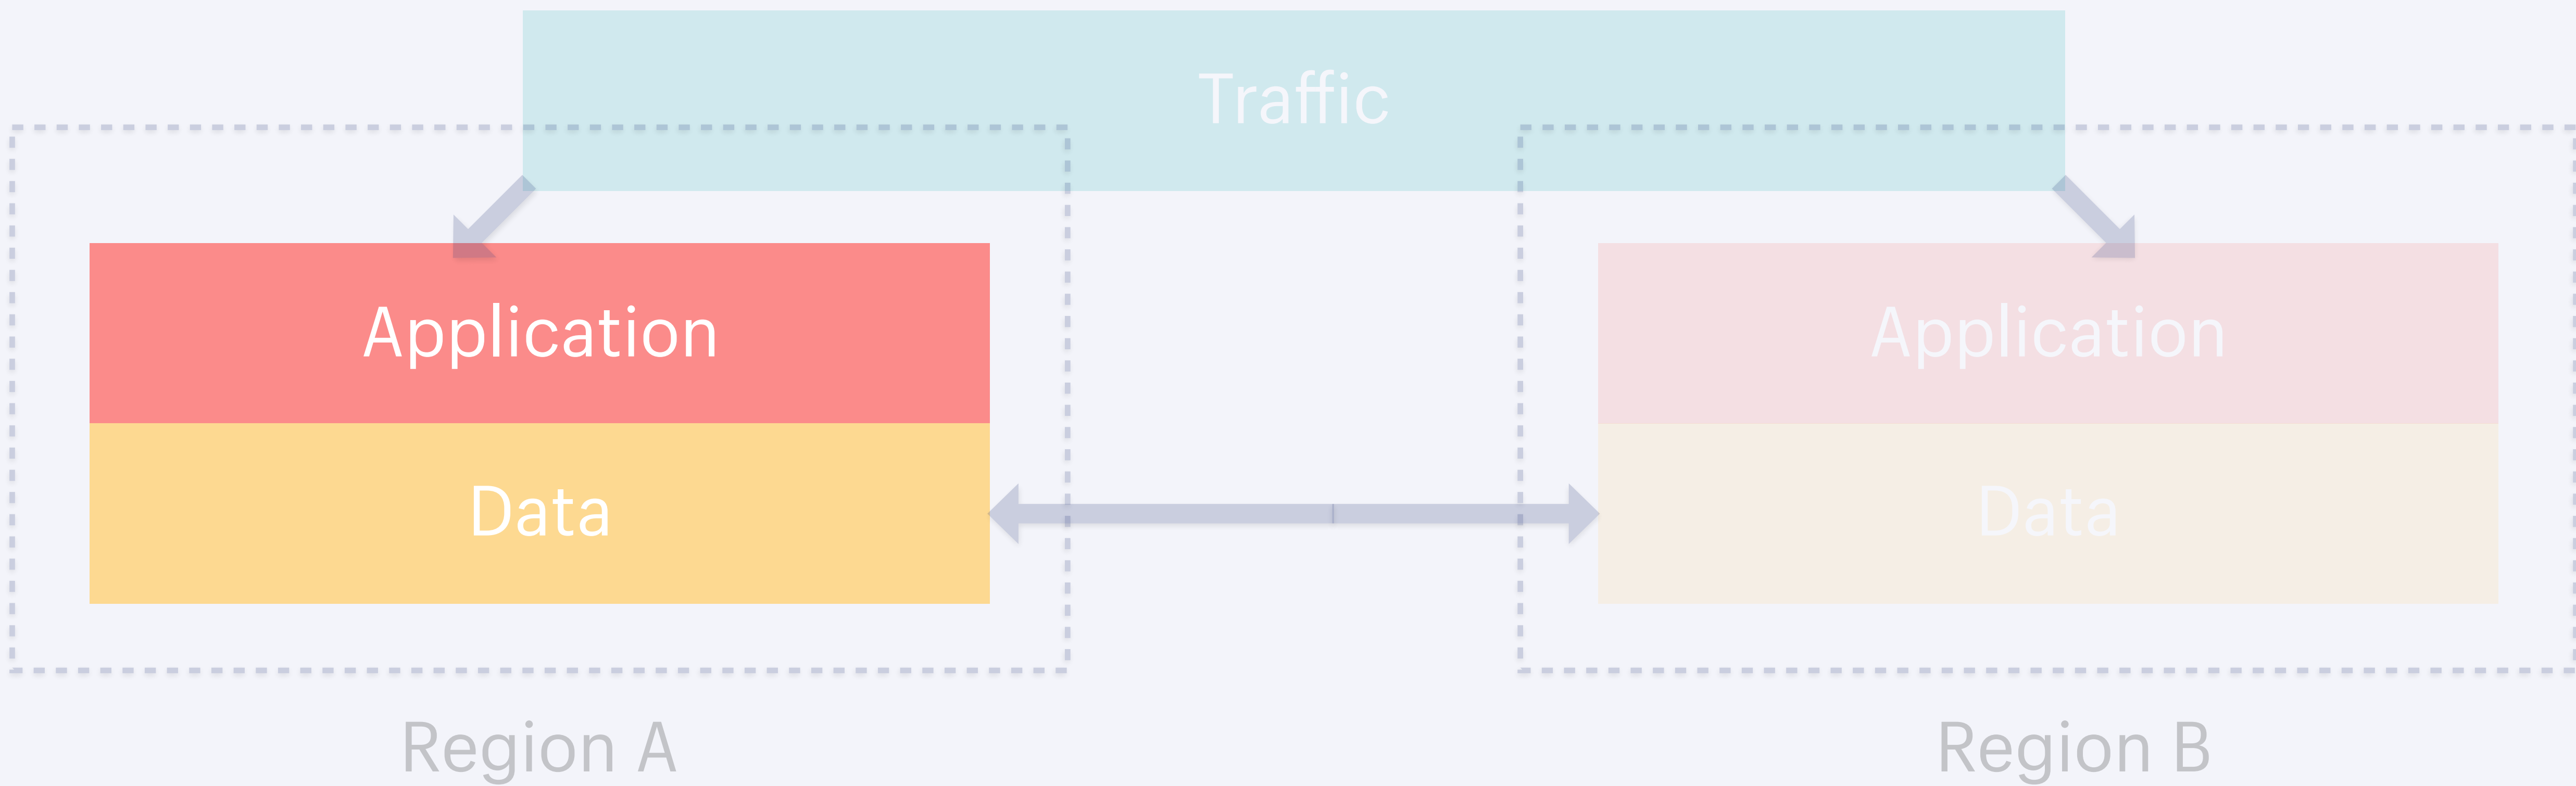 Traffic
Application
Data
Application
Data
Region A
Region B